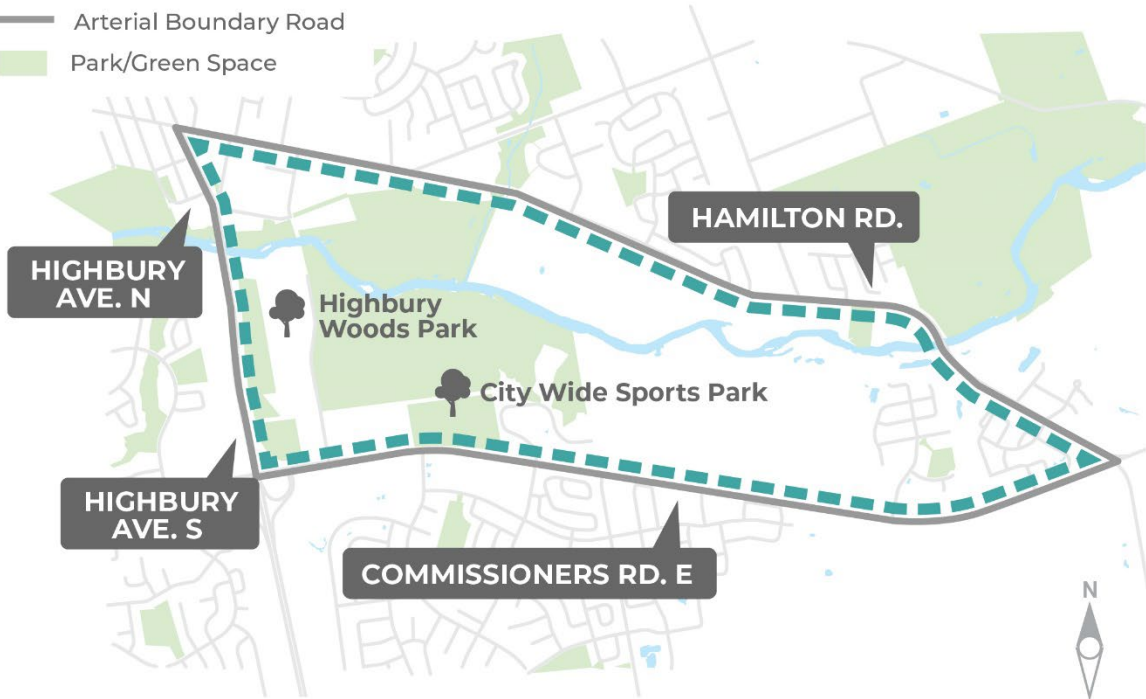 Arterial Boundary Road
Park/Green Space
HAMILTON RD.
HIGHBURY
AVE. N
Highbury
Woods Park
City Wide Sports Park
HIGHBURY
AVE. S
COMMISSIONERS RD. E
N